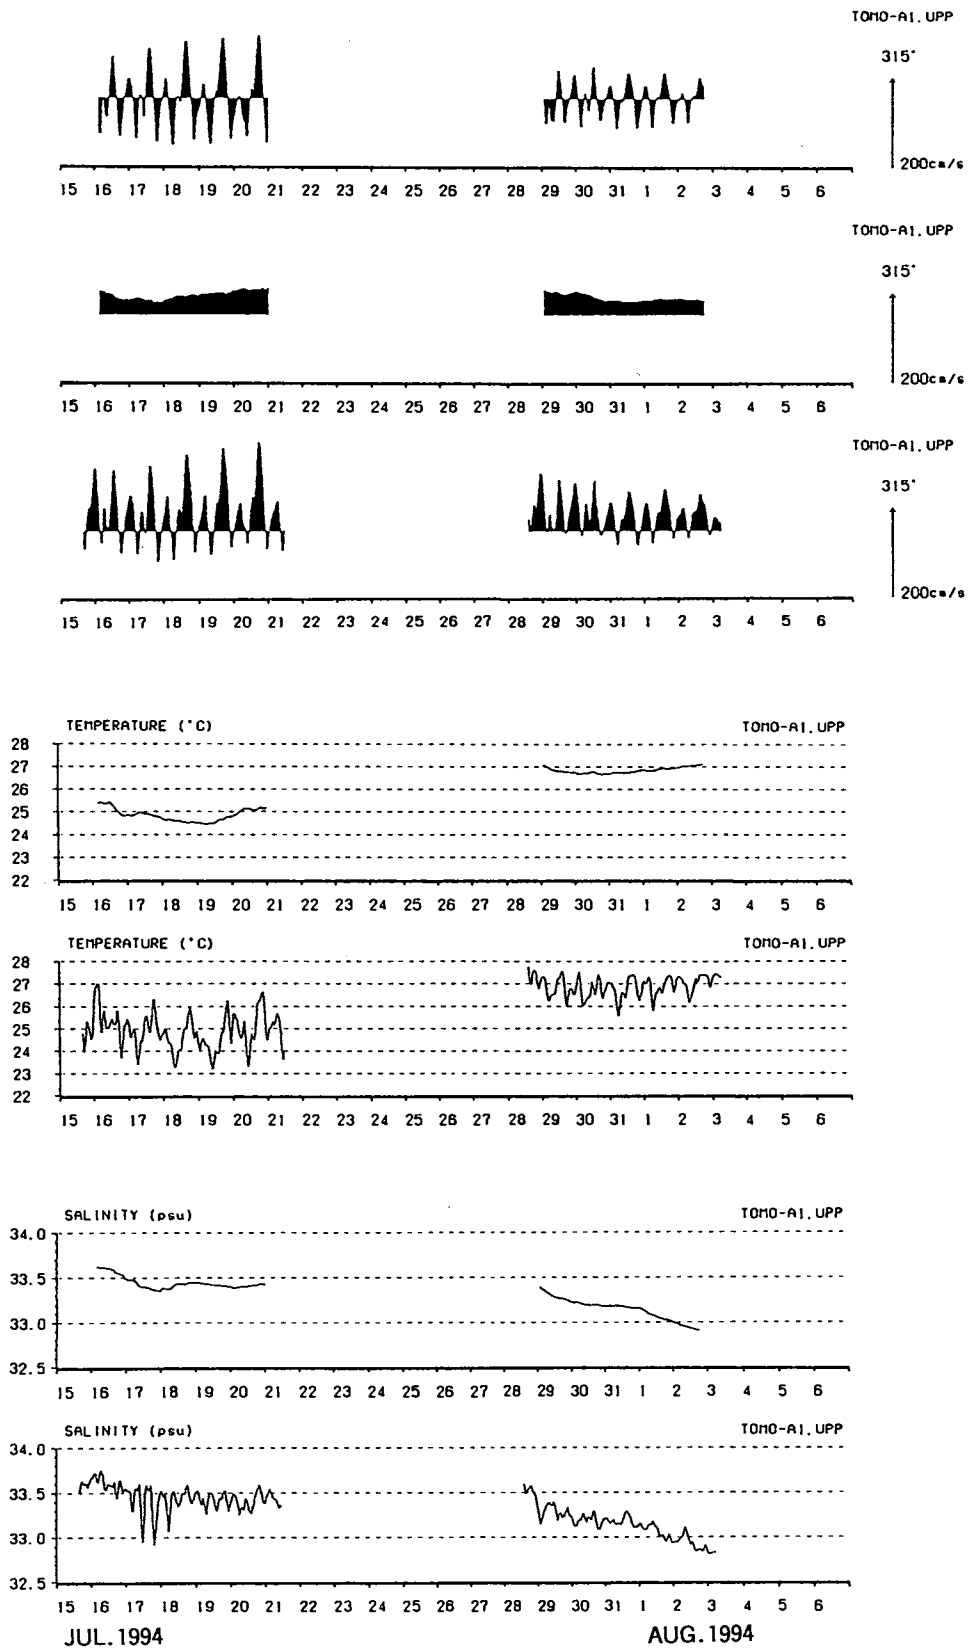 TOMO-A1.UPP
315°
200cm/s
15 16 17 18 19 20 21 22 23 24 25 26 27 28 29 30 31 1 2 3 4 5 6
TOMO-A1.UPP
315°
200cm/s
15 16 17 18 19 20 21 22 23 24 25 26 27 28 29 30 31 1 2 3 4 5 6
TOMO-A1.UPP
315°
200cm/s
15 16 17 18 19 20 21 22 23 24 25 26 27 28 29 30 31 1 2 3 4 5 6
TEMPERATURE (°C) TOMO-A1.UPP
28
27
26
25
24
23
22
15 16 17 18 19 20 21 22 23 24 25 26 27 28 29 30 31 1 2 3 4 5 6
TEMPERATURE (°C) TOMO-A1.UPP
28
27
26
25
24
23
22
15 16 17 18 19 20 21 22 23 24 25 26 27 28 29 30 31 1 2 3 4 5 6
SALINITY (psu) TOMO-A1.UPP
34.0
33.5
33.0
32.5
15 16 17 18 19 20 21 22 23 24 25 26 27 28 29 30 31 1 2 3 4 5 6
SALINITY (psu) TOMO-A1.UPP
34.0
33.5
33.0
32.5
15 16 17 18 19 20 21 22 23 24 25 26 27 28 29 30 31 1 2 3 4 5 6
JUL.1994 AUG.1994